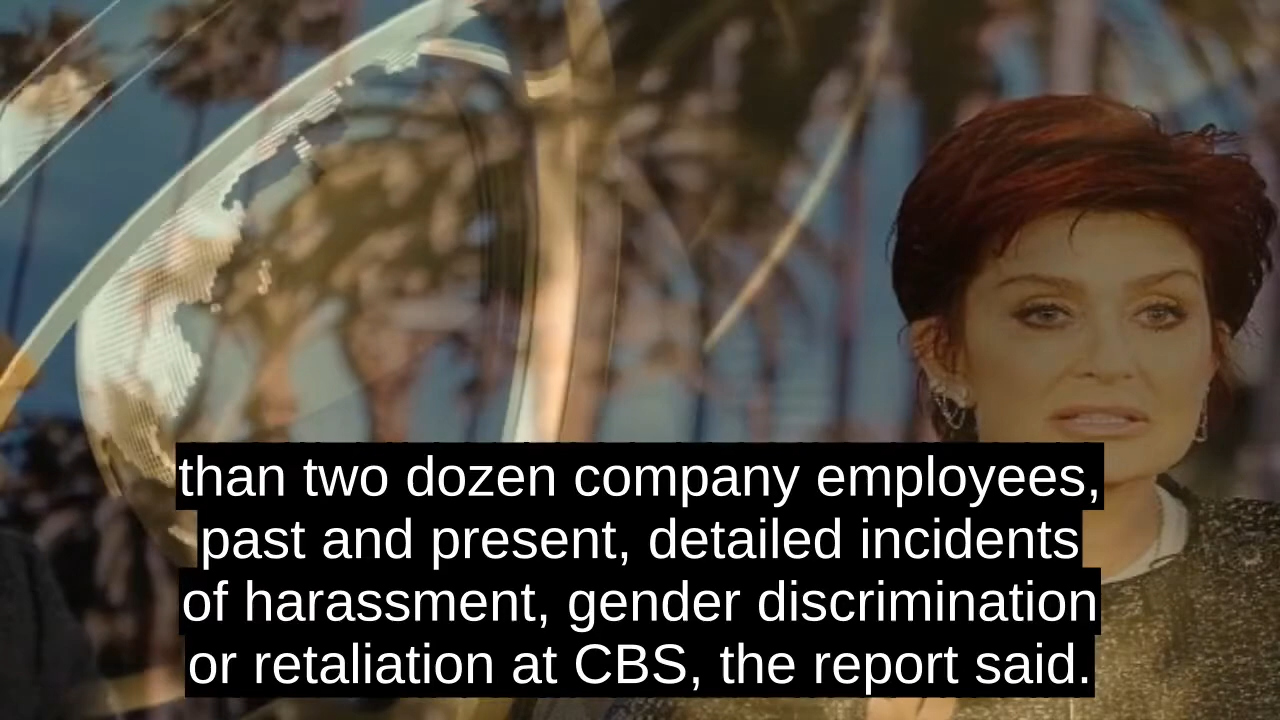 than two dozen company employees,
past and present, detailed incidents
of harassment, gender discrimination
or retaliation at CBS, the report said.